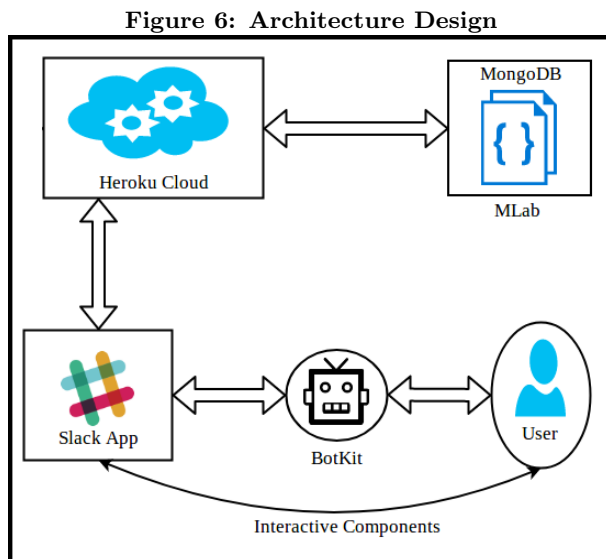 Figure 6: Architecture Design
MongoDB
{ }
Heroku Cloud
MLab
Slack App
BotKit
User
Interactive Components